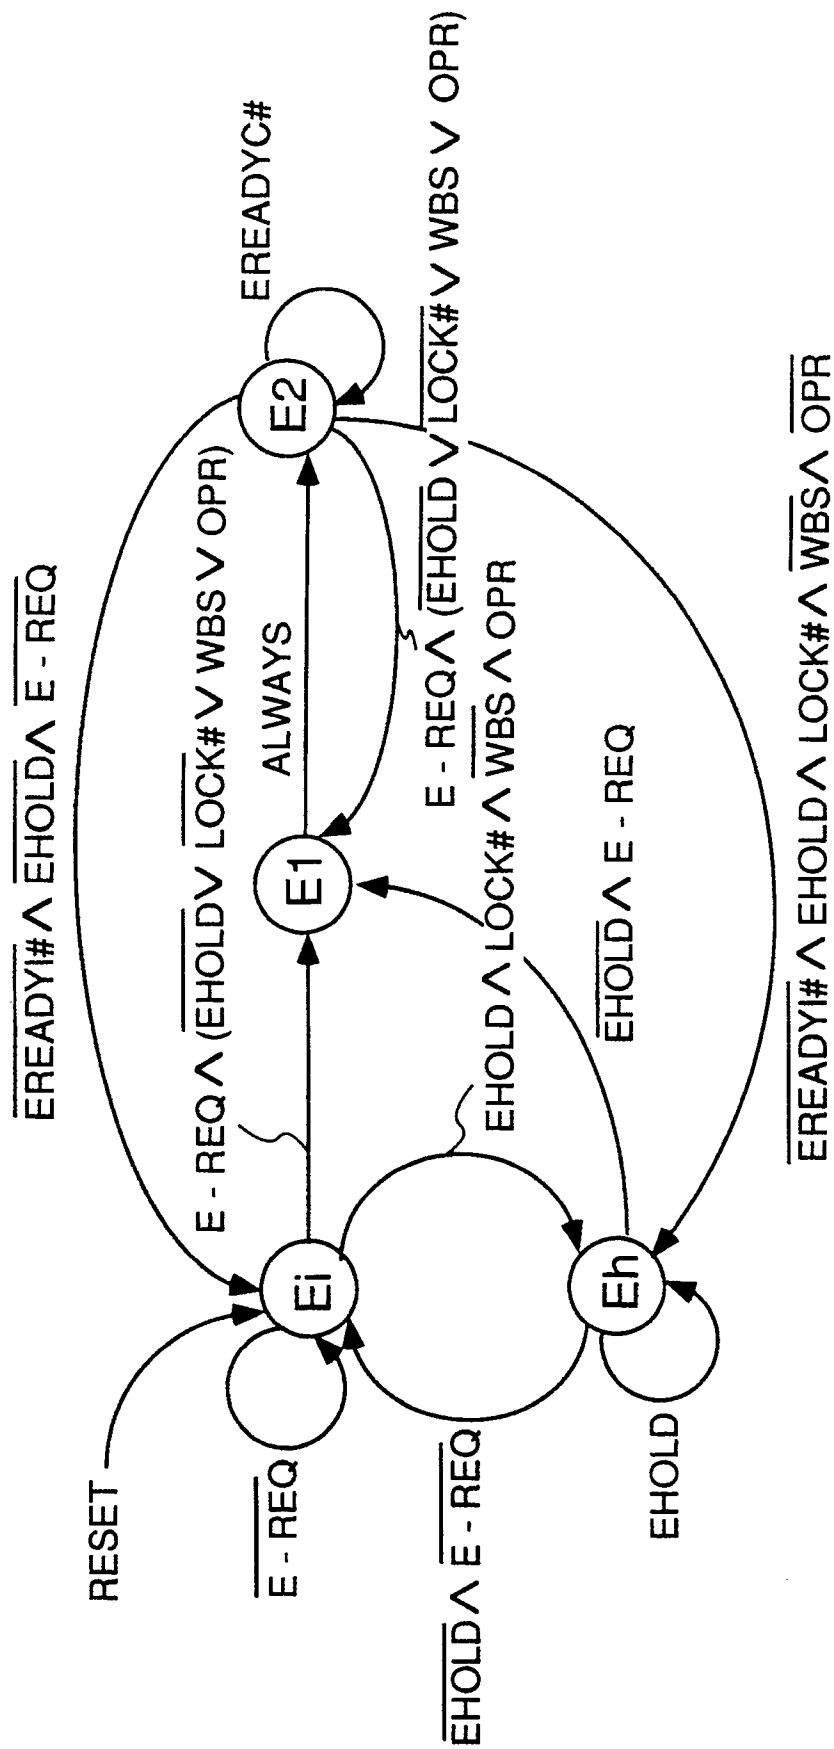 EREADYI# ∧ EHOLD ∧ E - REQ
RESET
E - REQ ∧ (EHOLD ∨ LOCK# ∨ WBS ∨ OPR)
EREADYC#
ALWAYS
E - REQ
Ei
E1
E2
E - REQ ∧ (EHOLD ∨ LOCK# ∨ WBS ∨ OPR)
EHOLD ∧ E - REQ
EHOLD ∧ LOCK# ∧ WBS ∧ OPR
EHOLD ∧ E - REQ
Eh
EHOLD
EREADYI# ∧ EHOLD ∧ LOCK# ∧ WBS ∧ OPR